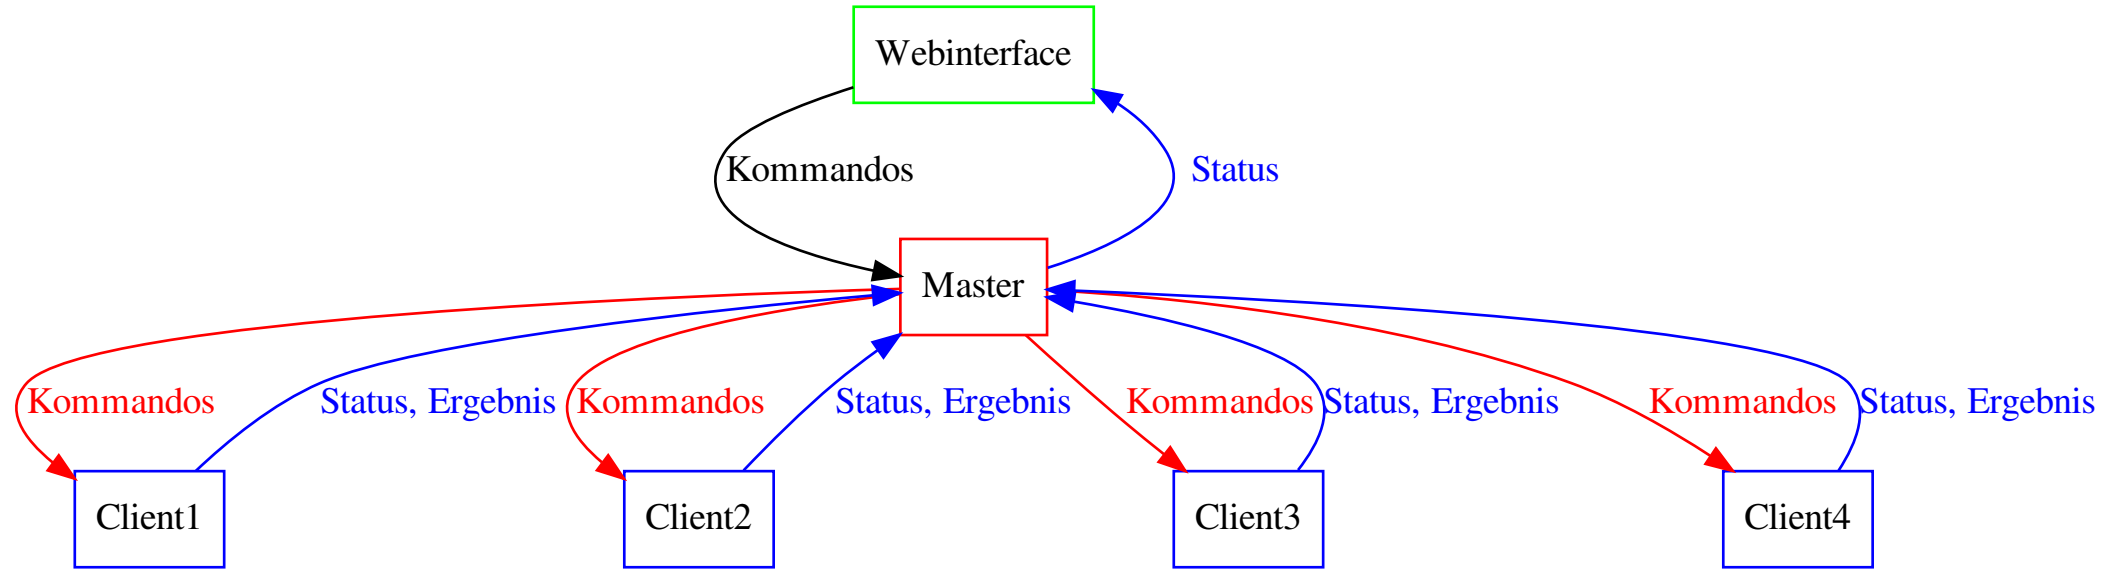 Webinterface
Kommandos
Status
Master
Kommandos
Status, Ergebnis
Kommandos
Status, Ergebnis
Kommandos
Status, Ergebnis
Kommandos
Status, Ergebnis
Client1
Client2
Client3
Client4